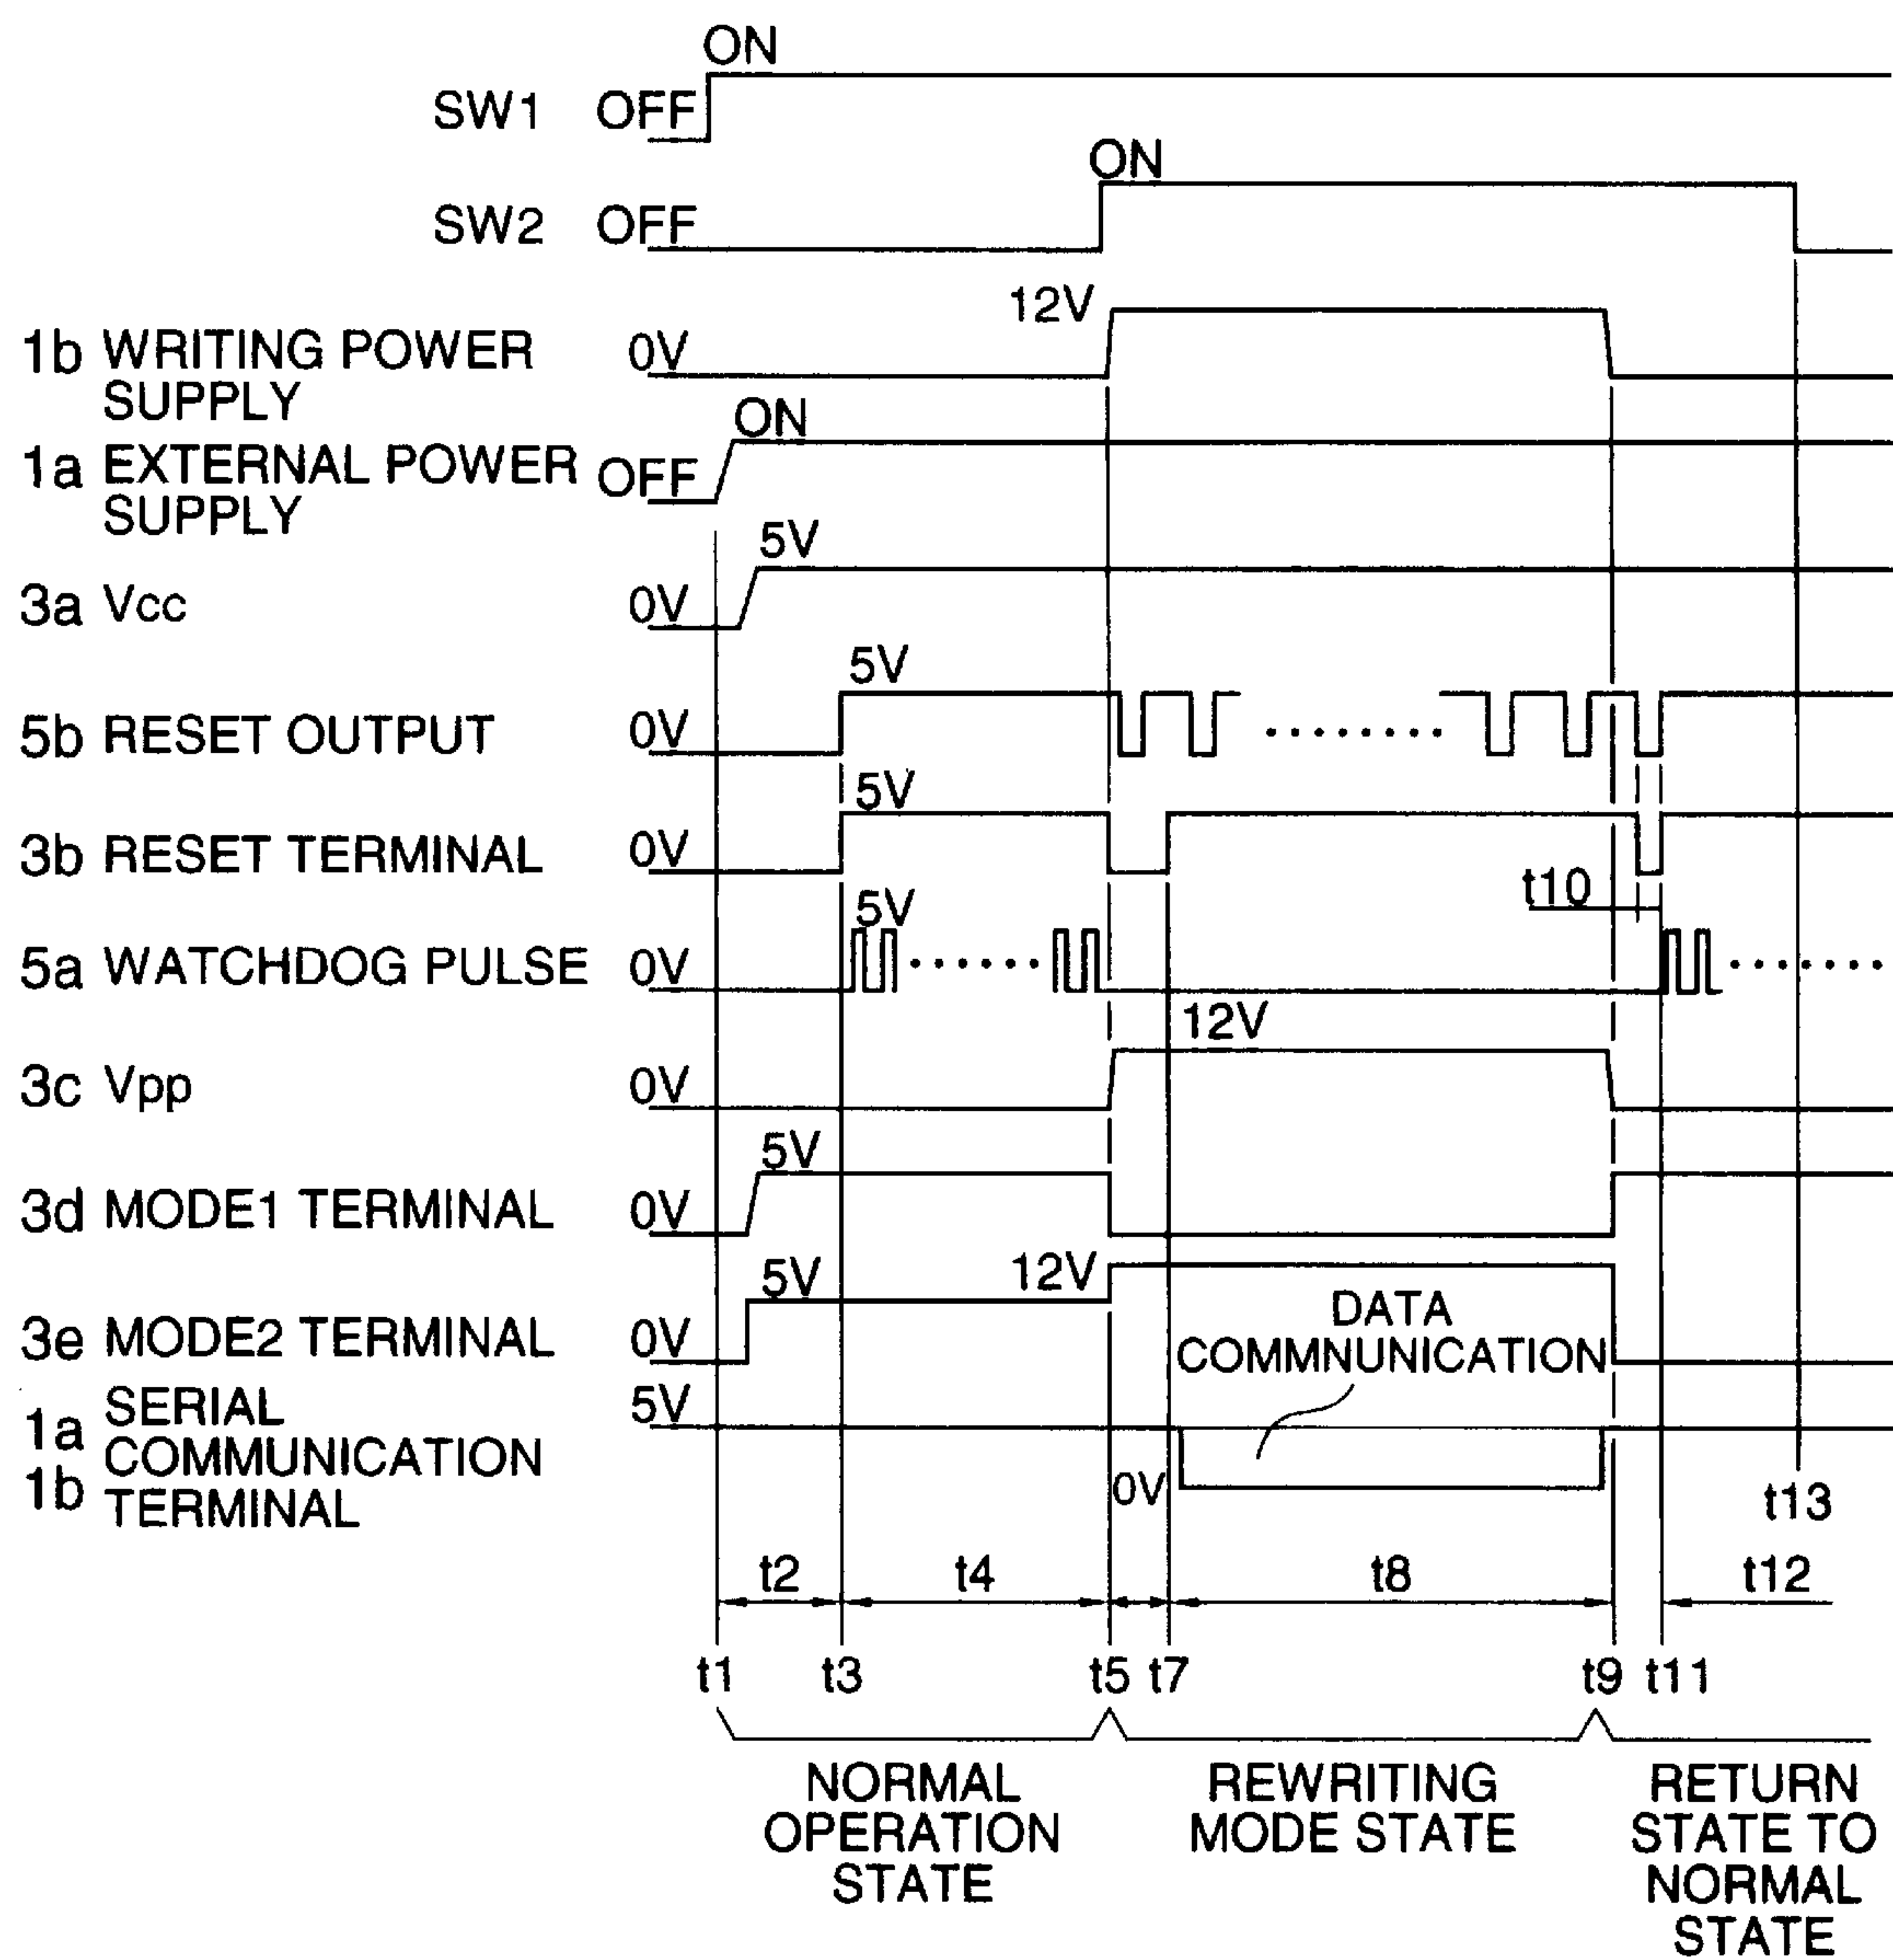 ON
SW1 OFF
ON
SW2 OFF
12V
1b WRITING POWER SUPPLY 0V
ON
1a EXTERNAL POWER SUPPLY OFF
5V
3a Vcc 0V
5V
5b RESET OUTPUT 0V
5V
3b RESET TERMINAL 0V
t10
5V
5a WATCHDOG PULSE 0V
12V
3c Vpp 0V
5V
3d MODE1 TERMINAL 0V
5V 12V
3e MODE2 TERMINAL 0V
DATA
COMMNUNICATION
1a SERIAL 5V
COMMUNICATION
1b TERMINAL
0V
t13
t2 t4 t8 t12
t1 t3 t5 t7 t9 t11
NORMAL
OPERATION
STATE
REWRITING
MODE STATE
RETURN
STATE TO
NORMAL
STATE